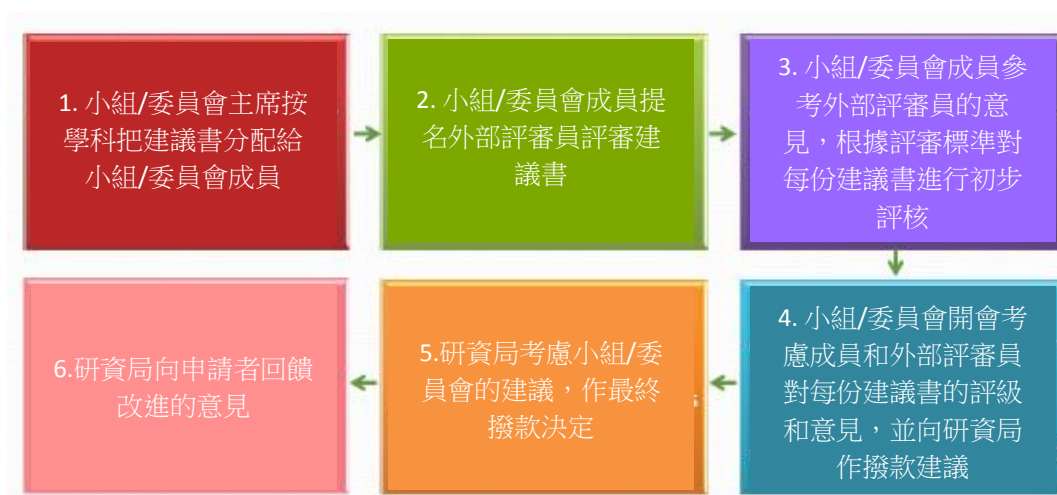 1. 小組/委員會主席按
學科把建議書分配給
小組/委員會成員
2. 小組/委員會成員提
名外部評審員評審建
議書
3. 小組/委員會成員參
考外部評審員的意
見，根據評審標準對
每份建議書進行初步
評核
4. 小組/委員會開會考
慮成員和外部評審員
對每份建議書的評級
和意見，並向研資局
作撥款建議
5.研資局考慮小組/委
員會的建議，作最終
撥款決定
6.研資局向申請者回饋
改進的意見